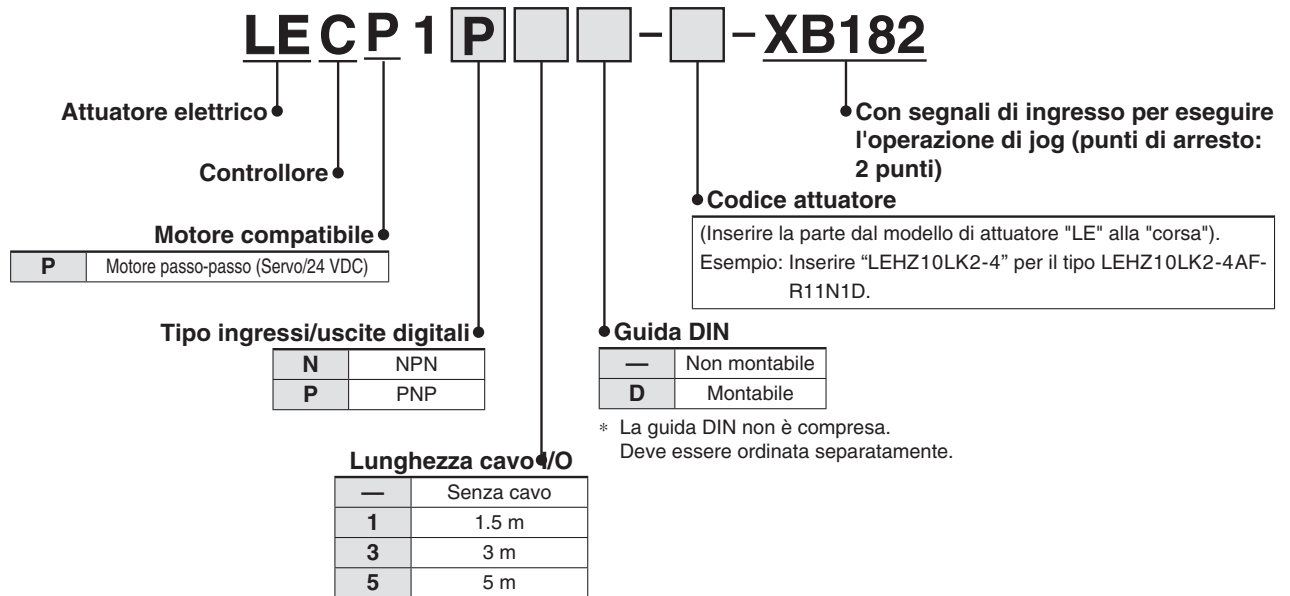 LECP1P – – XB182
Attuatore elettrico
Con segnali di ingresso per eseguire
l'operazione di jog (punti di arresto:
2 punti)
Controllore
Codice attuatore
(Inserire la parte dal modello di attuatore "LE" alla "corsa").
Esempio: Inserire “LEHZ10LK2-4” per il tipo LEHZ10LK2-4AF-
R11N1D.
Motore compatibile
P Motore passo-passo (Servo/24 VDC)
Tipo ingressi/uscite digitali
N NPN
P PNP
Guida DIN
— Non montabile
D Montabile
* La guida DIN non è compresa.
Deve essere ordinata separatamente.
Lunghezza cavo I/O
— Senza cavo
1 1.5 m
3 3 m
5 5 m